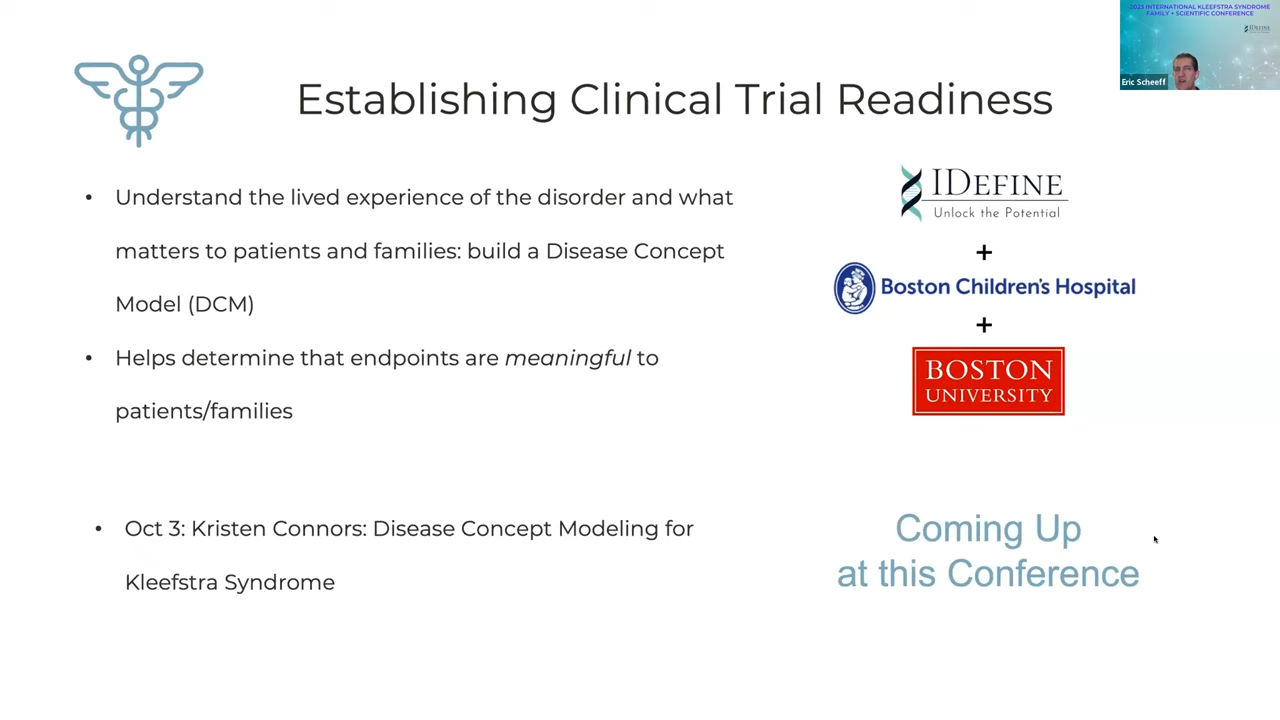 2023 INTERNATIONAL KLEEFSTRA SYNDROME
FAMILY + SCIENTIFIC CONFERENCE
Eric Scheeff
Establishing Clinical Trial Readiness
• Understand the lived experience of the disorder and what
matters to patients and families: build a Disease Concept
Model (DCM)
• Helps determine that endpoints are meaningful to
patients/families
IDEFINE
Unlock the Potential
+
Boston Children's Hospital
+
BOSTON
UNIVERSITY
• Oct 3: Kristen Connors: Disease Concept Modeling for
Kleefstra Syndrome
Coming Up
at this Conference